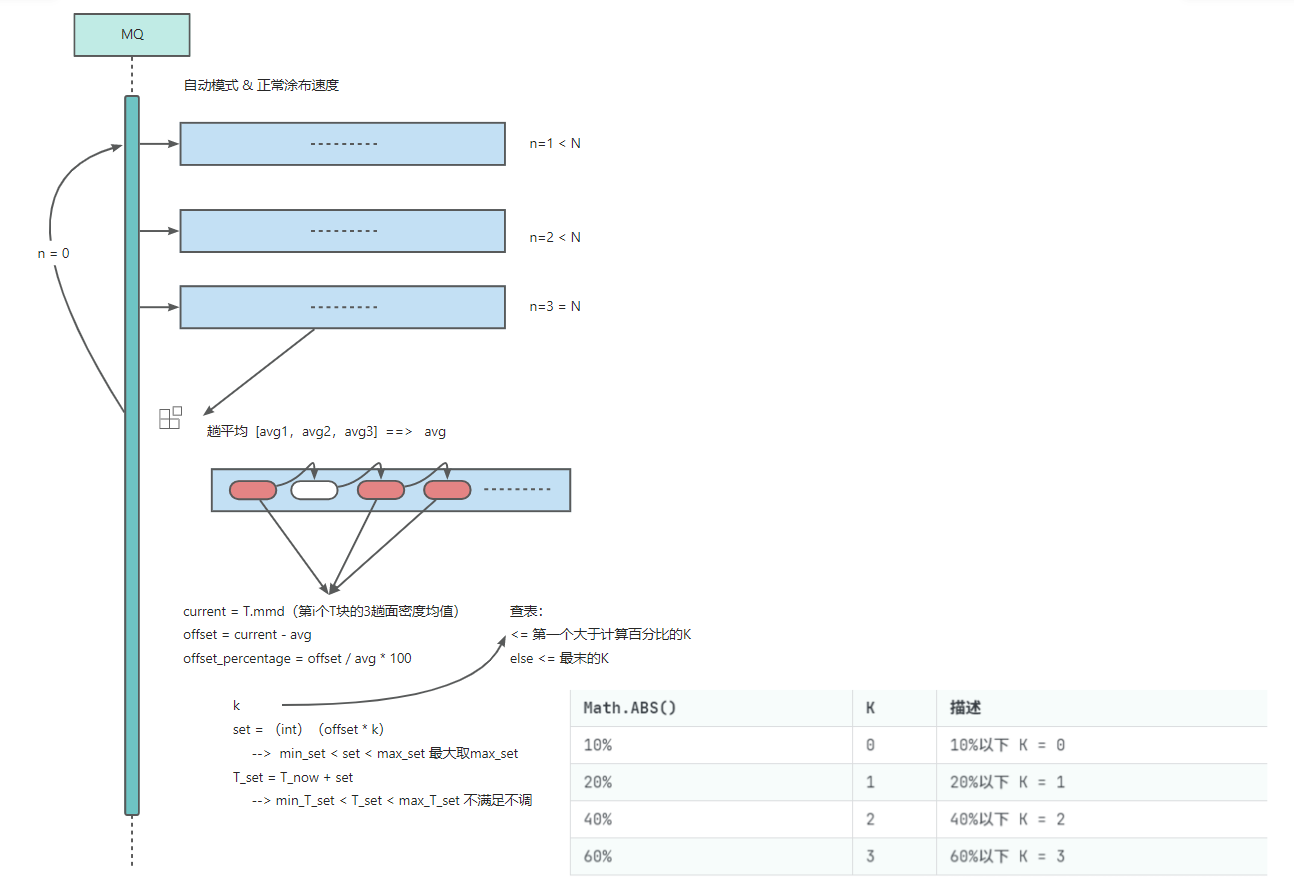 MQ
自动模式 & 正常涂布速度
n=1 < N
n=2 < N
n = 0
n=3 = N
趟平均 [avg1，avg2，avg3] ==> avg
current = T.mmd（第i个T块的3趟面密度均值）
offset = current - avg
offset_percentage = offset / avg * 100
查表：
<= 第一个大于计算百分比的K
else <= 最末的K
k
set = （int）（offset * k）
--> min_set < set < max_set 最大取max_set
T_set = T_now + set
--> min_T_set < T_set < max_T_set 不满足不调
Math.ABS() K 描述
10% 0 10%以下 K = 0
20% 1 20%以下 K = 1
40% 2 40%以下 K = 2
60% 3 60%以下 K = 3